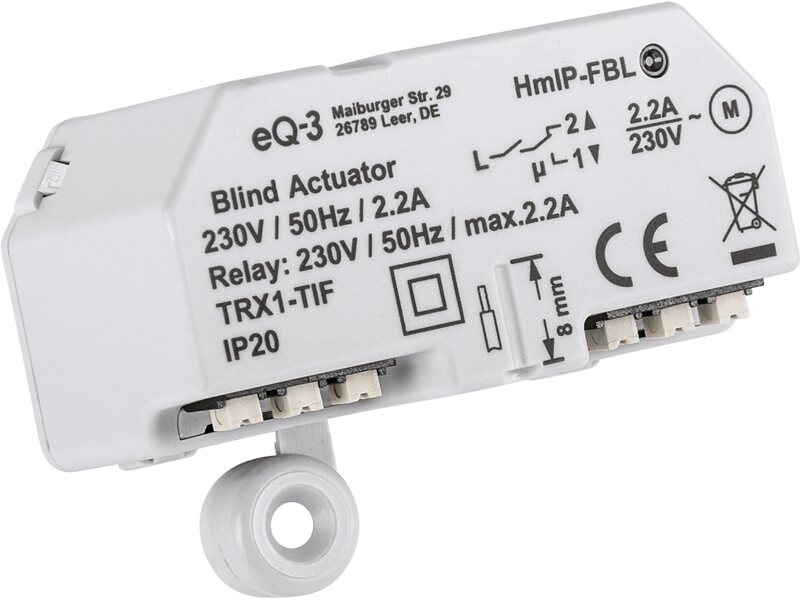 HmIP-FBL
eQ-3
Maiburger Str. 29
26789 Leer, DE
L
2▲
µ
1▼
2.2A
230V
~
M
Blind Actuator
230V / 50Hz / 2.2A
Relay: 230V / 50Hz / max.2.2A
TRX1-TIF
IP20
8 mm
CE